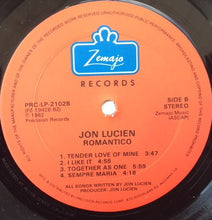 Zemajo
RECORDS
PRC-LP-2102B
SIDE B
STEREO
© 1982
Precision Records
Zemajo Music
(ASCAP)
JON LUCIEN
ROMANTICO
1. TENDER LOVE OF MINE 3:47
2. I LIKE IT 4:55
3. TOGETHER AS ONE 5:59
4. SEMPRE MARIA 4:18
ALL SONGS WRITTEN BY JON LUCIEN
PRODUCER: JON LUCIEN